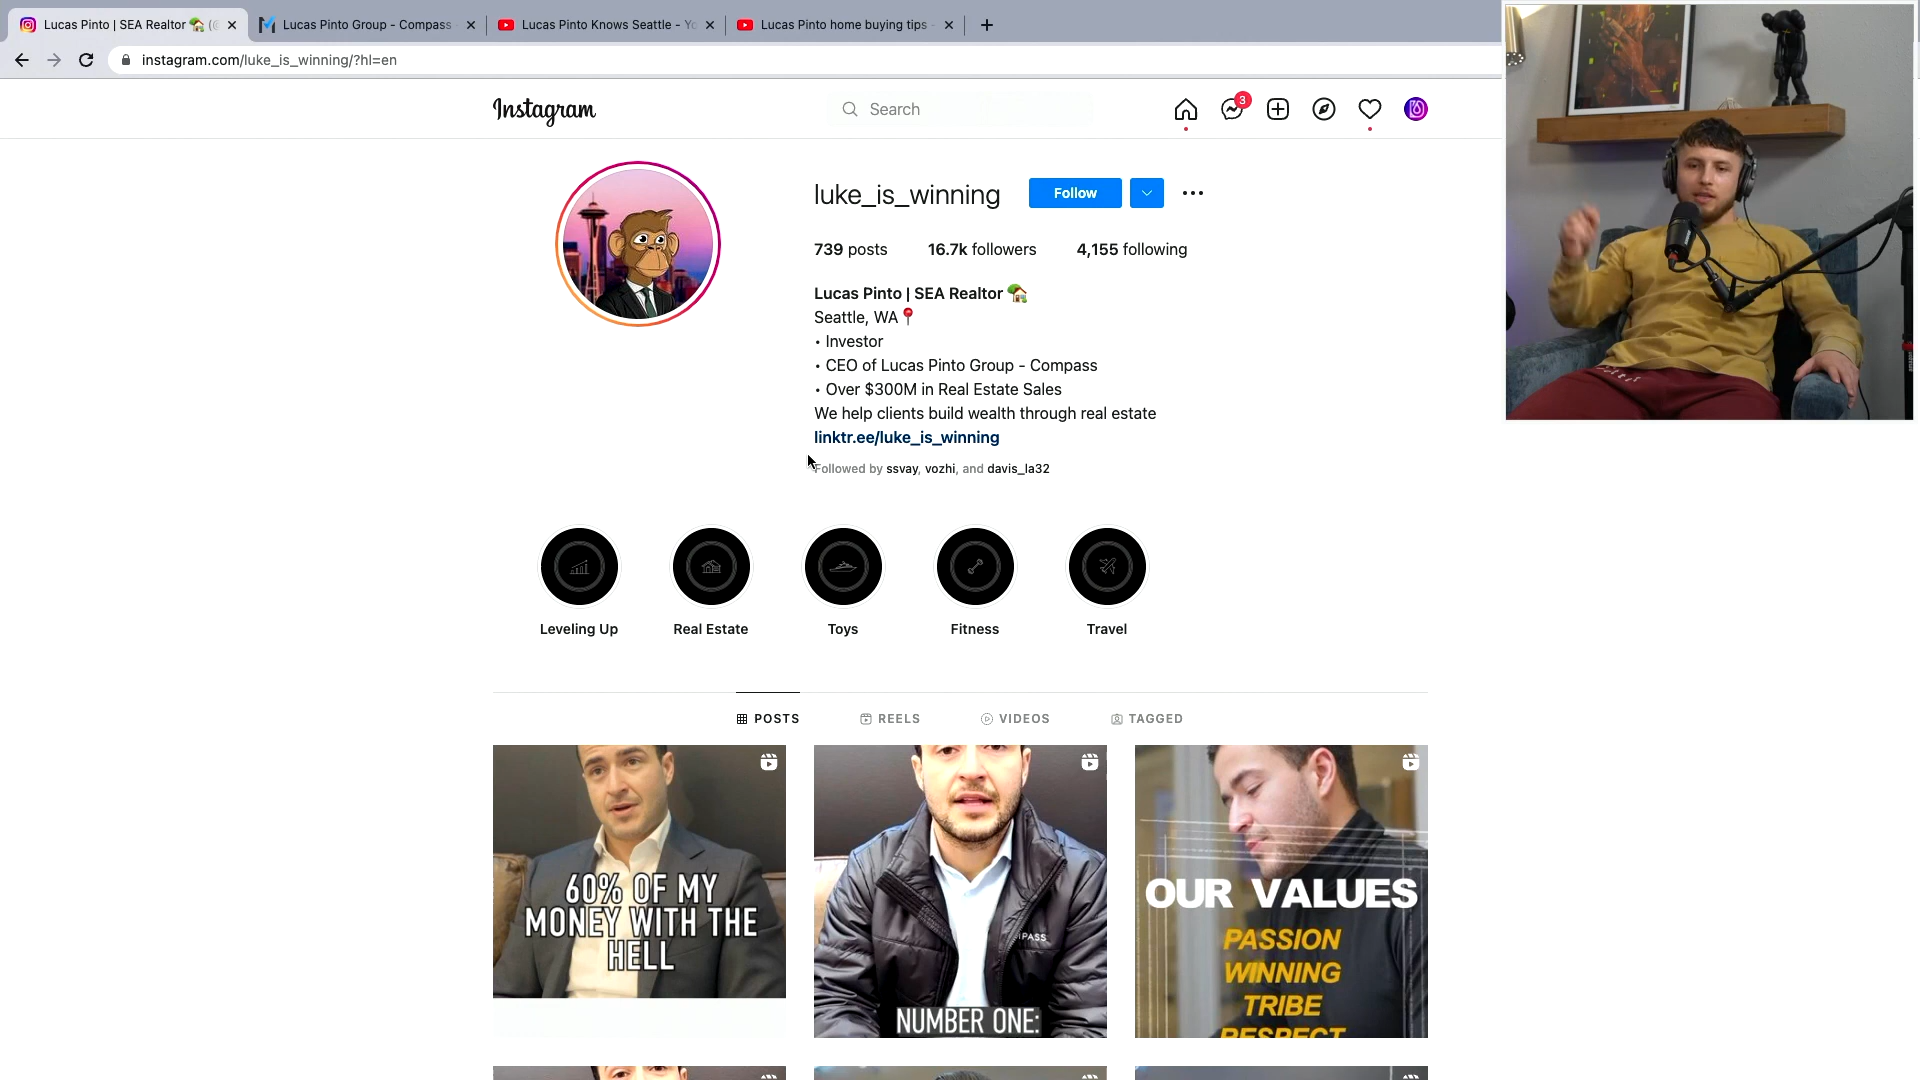 Lucas Pinto | SEA Realtor 🏡 (@
Lucas Pinto Group - Compass
Lucas Pinto Knows Seattle - Yo
Lucas Pinto home buying tips -
instagram.com/luke_is_winning/?hl=en
Instagram
Search
3
luke_is_winning
Follow
739 posts
16.7k followers
4,155 following
Lucas Pinto | SEA Realtor 🏡
Seattle, WA📍
• Investor
• CEO of Lucas Pinto Group - Compass
• Over $300M in Real Estate Sales
We help clients build wealth through real estate
linktr.ee/luke_is_winning
Followed by ssvay, vozhi, and davis_la32
Leveling Up
Real Estate
Toys
Fitness
Travel
POSTS
REELS
VIDEOS
TAGGED
60% OF MY
MONEY WITH THE
HELL
NUMBER ONE:
OUR VALUES
PASSION
WINNING
TRIBE
RESPECT